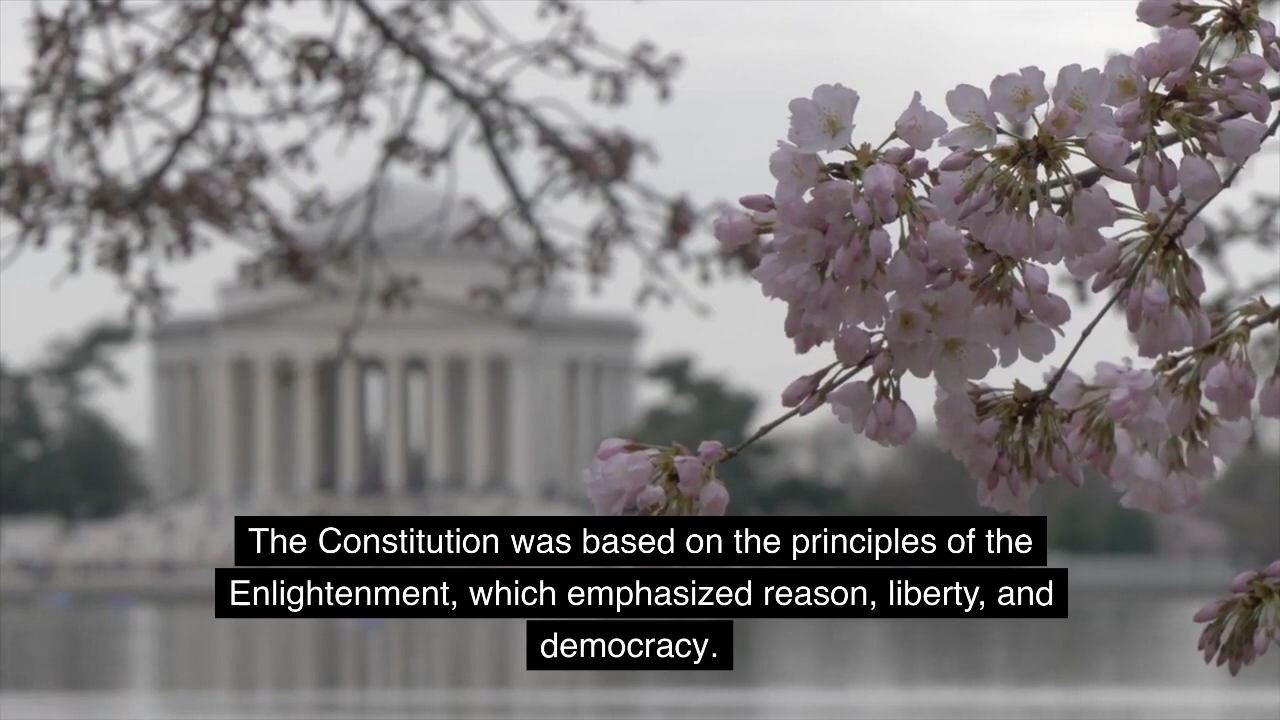 The Constitution was based on the principles of the
Enlightenment, which emphasized reason, liberty, and
democracy.